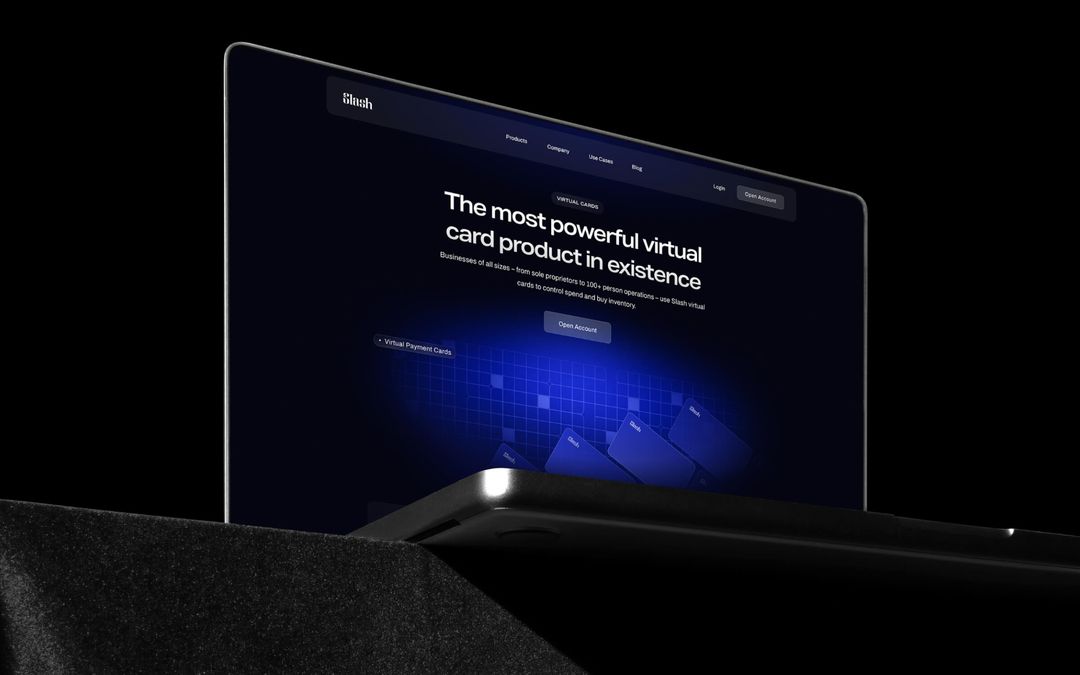 Slash
Products Company Use Cases Blog Login Open Account
VIRTUAL CARDS
The most powerful virtual
card product in existence
Businesses of all sizes – from sole proprietors to 100+ person operations – use Slash virtual
cards to control spend and buy inventory.
Open Account
• Virtual Payment Cards
Slash
Slash
Slash
Slash